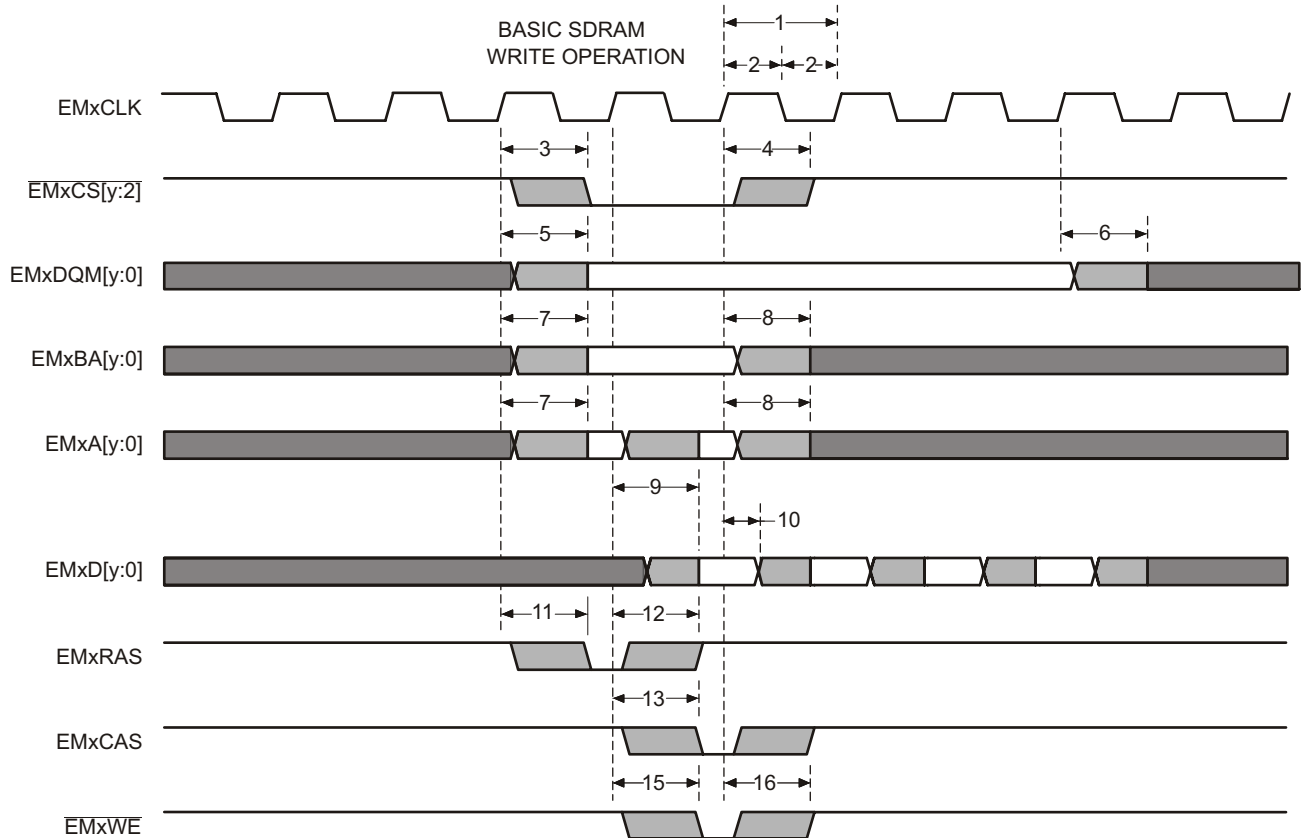 BASIC SDRAM
WRITE OPERATION
1
2 2
EMxCLK
3 4
EMxCS[y:2]
5 6
EMxDQM[y:0]
7 8
EMxBA[y:0]
7 8
EMxA[y:0]
9
10
EMxD[y:0]
11 12
EMxRAS
13
EMxCAS
15 16
EMxWE